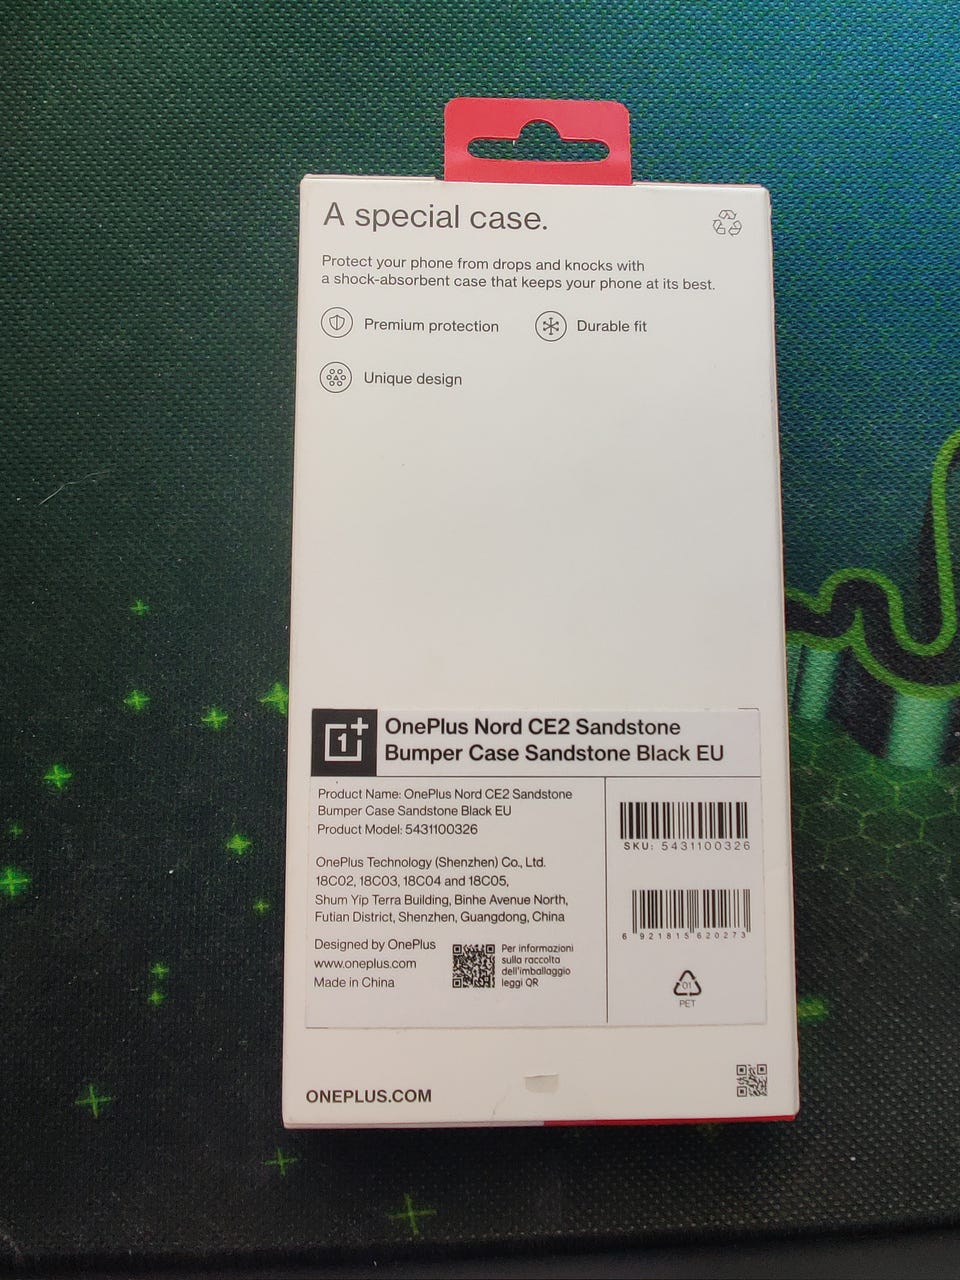 A special case.
Protect your phone from drops and knocks with
a shock-absorbent case that keeps your phone at its best.
Premium protection
Durable fit
Unique design
1+
OnePlus Nord CE2 Sandstone
Bumper Case Sandstone Black EU
Product Name: OnePlus Nord CE2 Sandstone
Bumper Case Sandstone Black EU
Product Model: 5431100326
OnePlus Technology (Shenzhen) Co., Ltd.
18C02, 18C03, 18C04 and 18C05,
Shum Yip Terra Building, Binhe Avenue North,
Futian District, Shenzhen, Guangdong, China
Designed by OnePlus
www.oneplus.com
Made in China
Per informazioni
sulla raccolta
dell'imballaggio
leggi QR
SKU: 5431100326
6 921815 620273
01
PET
ONEPLUS.COM